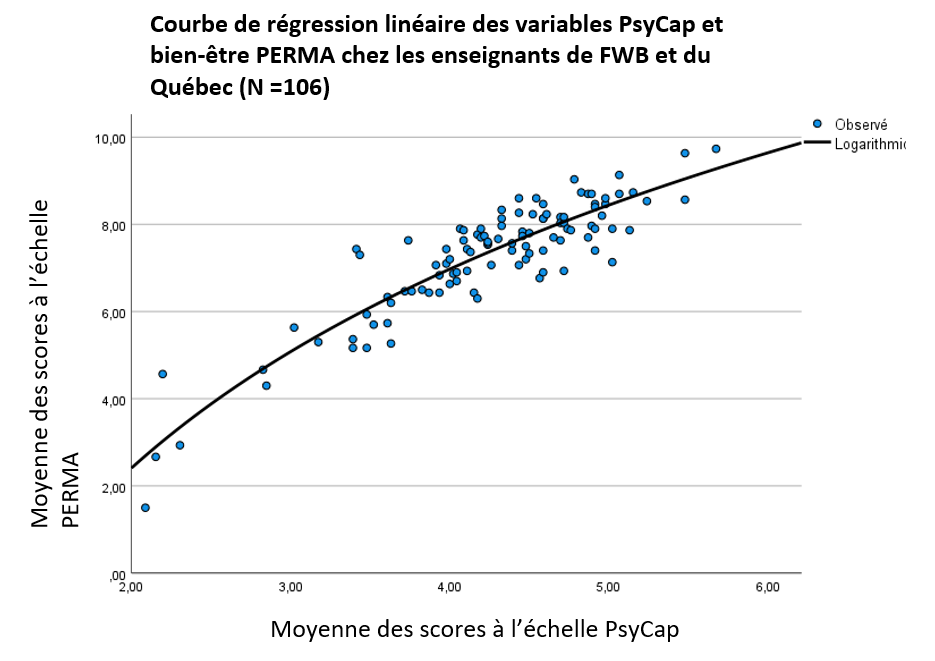 Courbe de régression linéaire des variables PsyCap et
bien-être PERMA chez les enseignants de FWB et du
Québec (N =106)
Observé
Logarithmic
10,00
8,00
6,00
4,00
2,00
,00
Moyenne des scores à l’échelle
PERMA
2,00 3,00 4,00 5,00 6,00
Moyenne des scores à l’échelle PsyCap